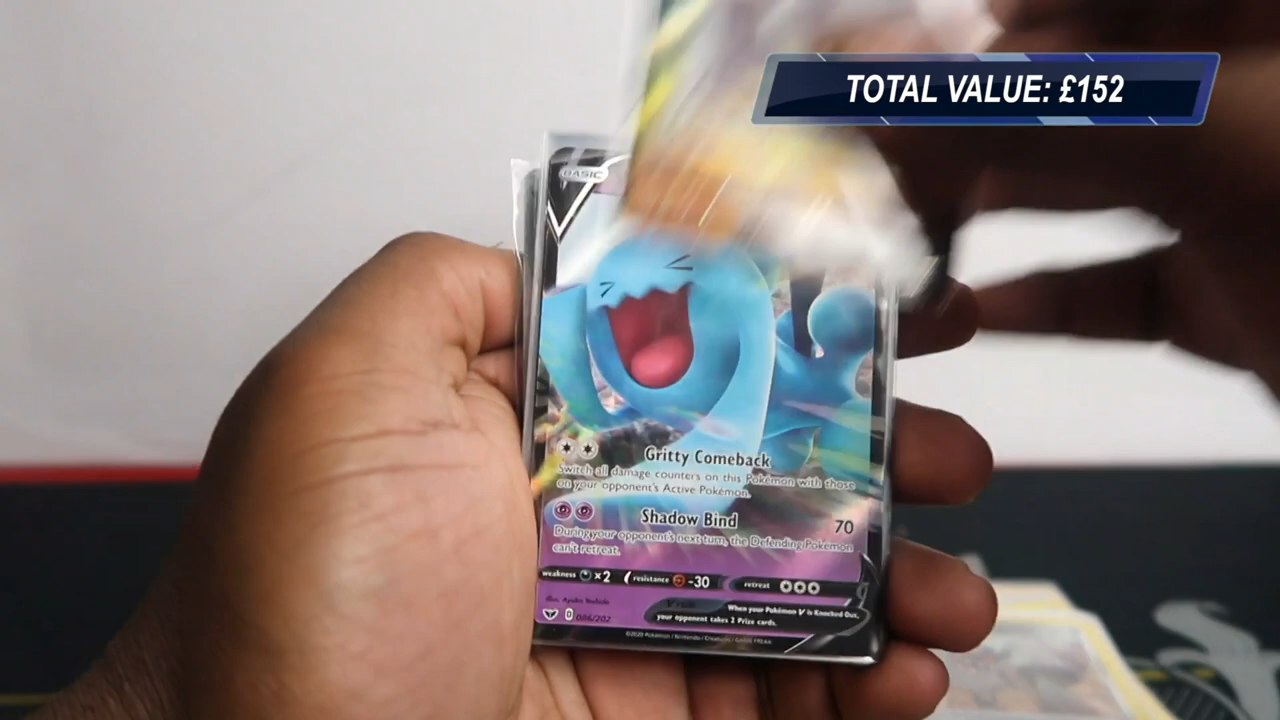 TOTAL VALUE: £152
BASIC
Gritty Comeback
Switch all damage counters on this Pokémon with those
on your opponent's Active Pokémon.
Shadow Bind 70
During your opponent's next turn, the Defending Pokémon
can't retreat.
weakness ×2 resistance -30 retreat
When your Pokémon V is Knocked Out,
your opponent takes 2 Prize cards.
D 086/202